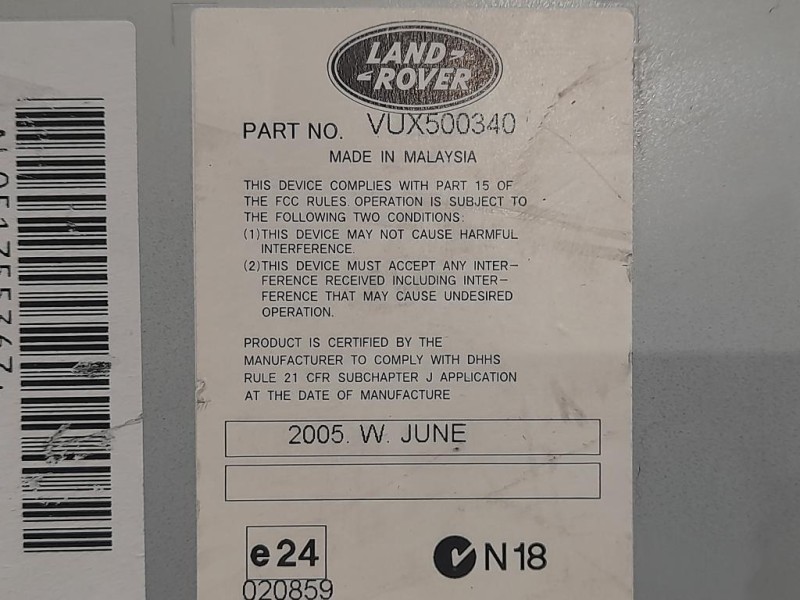 LAND-
-ROVER
PART NO. VUX500340
MADE IN MALAYSIA
THIS DEVICE COMPLIES WITH PART 15 OF
THE FCC RULES OPERATION IS SUBJECT TO
THE FOLLOWING TWO CONDITIONS:
(1)THIS DEVICE MAY NOT CAUSE HARMFUL
INTERFERENCE.
(2)THIS DEVICE MUST ACCEPT ANY INTER-
FERENCE RECEIVED INCLUDING INTER-
FERENCE THAT MAY CAUSE UNDESIRED
OPERATION.
PRODUCT IS CERTIFIED BY THE
MANUFACTURER TO COMPLY WITH DHHS
RULE 21 CFR SUBCHAPTER J APPLICATION
AT THE DATE OF MANUFACTURE
2005. W. JUNE
e24
020859
N18